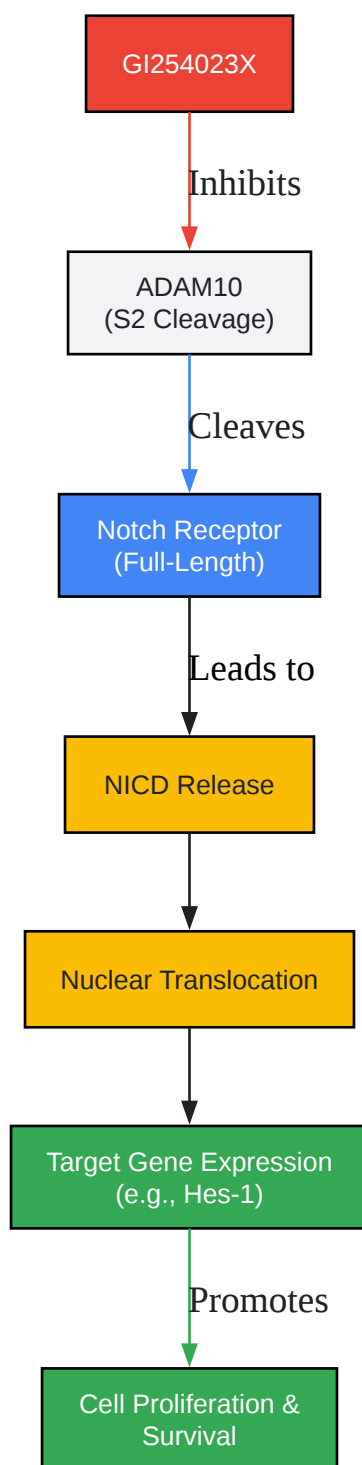 GI254023X
Inhibits
ADAM10
(S2 Cleavage)
Cleaves
Notch Receptor
(Full-Length)
Leads to
NICD Release
Nuclear Translocation
Target Gene Expression
(e.g., Hes-1)
Promotes
Cell Proliferation &
Survival